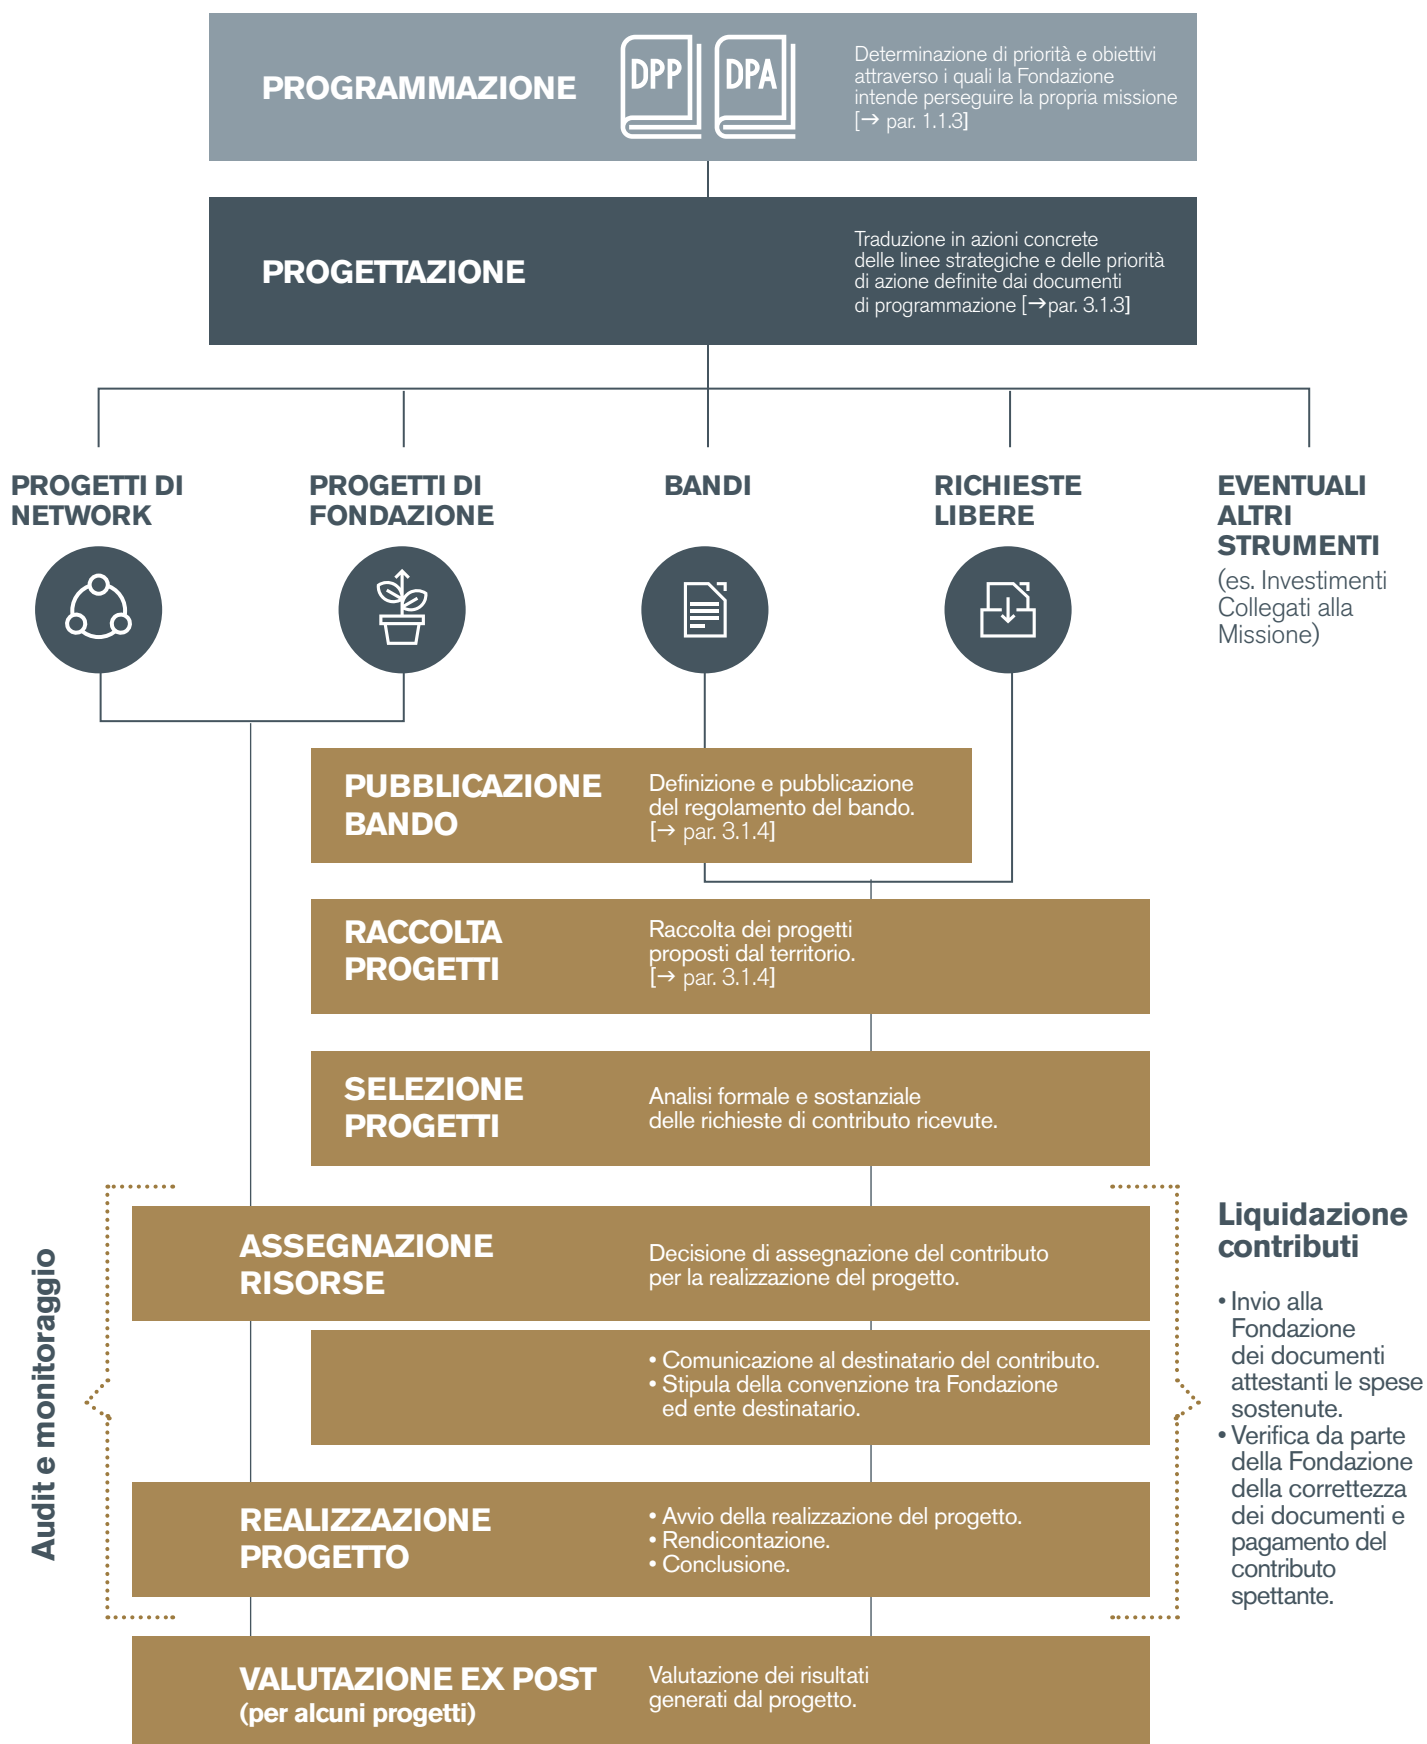 PROGRAMMAZIONE
DPP
DPA
Determinazione di priorità e obiettivi
attraverso i quali la Fondazione
intende perseguire la propria missione
[→ par. 1.1.3]
PROGETTAZIONE
Traduzione in azioni concrete
delle linee strategiche e delle priorità
di azione definite dai documenti
di programmazione [→par. 3.1.3]
PROGETTI DI
NETWORK
PROGETTI DI
FONDAZIONE
BANDI
RICHIESTE
LIBERE
EVENTUALI
ALTRI
STRUMENTI
(es. Investimenti
Collegati alla
Missione)
PUBBLICAZIONE
BANDO
Definizione e pubblicazione
del regolamento del bando.
[→ par. 3.1.4]
RACCOLTA
PROGETTI
Raccolta dei progetti
proposti dal territorio.
[→ par. 3.1.4]
SELEZIONE
PROGETTI
Analisi formale e sostanziale
delle richieste di contributo ricevute.
Audit e monitoraggio
ASSEGNAZIONE
RISORSE
Decisione di assegnazione del contributo
per la realizzazione del progetto.
• Comunicazione al destinatario del contributo.
• Stipula della convenzione tra Fondazione
ed ente destinatario.
REALIZZAZIONE
PROGETTO
• Avvio della realizzazione del progetto.
• Rendicontazione.
• Conclusione.
Liquidazione
contributi
• Invio alla
Fondazione
dei documenti
attestanti le spese
sostenute.
• Verifica da parte
della Fondazione
della correttezza
dei documenti e
pagamento del
contributo
spettante.
VALUTAZIONE EX POST
(per alcuni progetti)
Valutazione dei risultati
generati dal progetto.